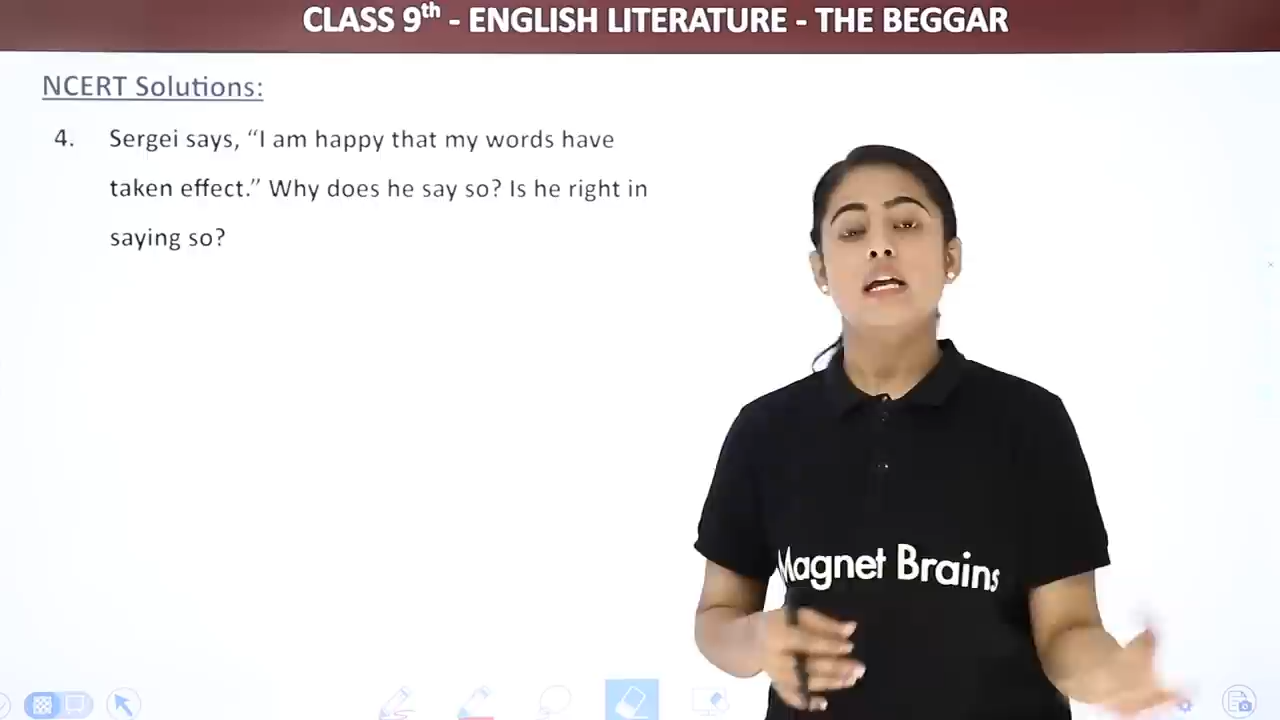 CLASS 9th - ENGLISH LITERATURE - THE BEGGAR
NCERT Solutions:
4. Sergei says, “I am happy that my words have
taken effect.” Why does he say so? Is he right in
saying so?
Magnet Brains